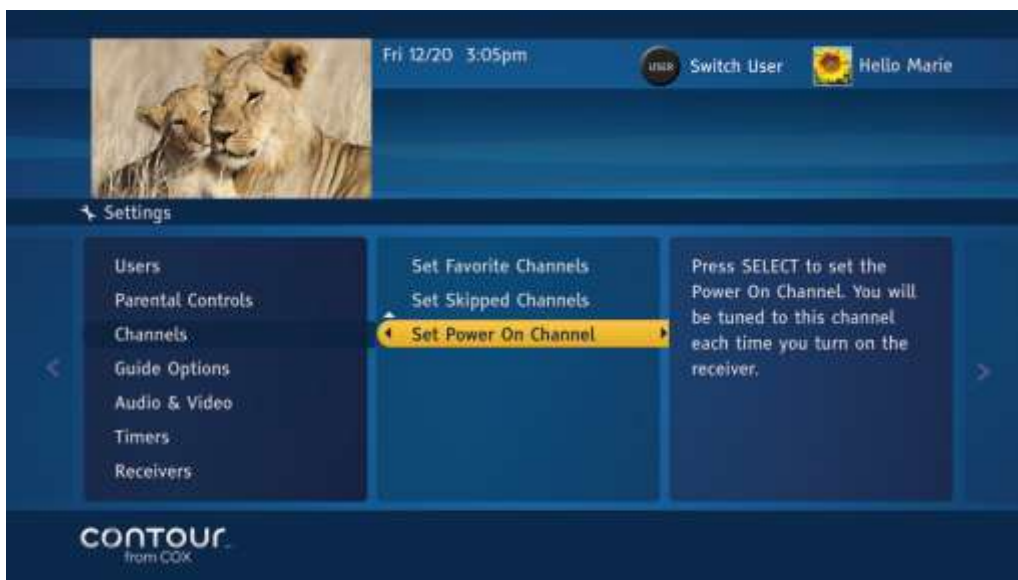 Fri 12/20 3:05pm
USER
Switch User
Hello Marie
Settings
Users
Parental Controls
Channels
Guide Options
Audio & Video
Timers
Receivers
Set Favorite Channels
Set Skipped Channels
Set Power On Channel
Press SELECT to set the
Power On Channel. You will
be tuned to this channel
each time you turn on the
receiver.
contour
from COX